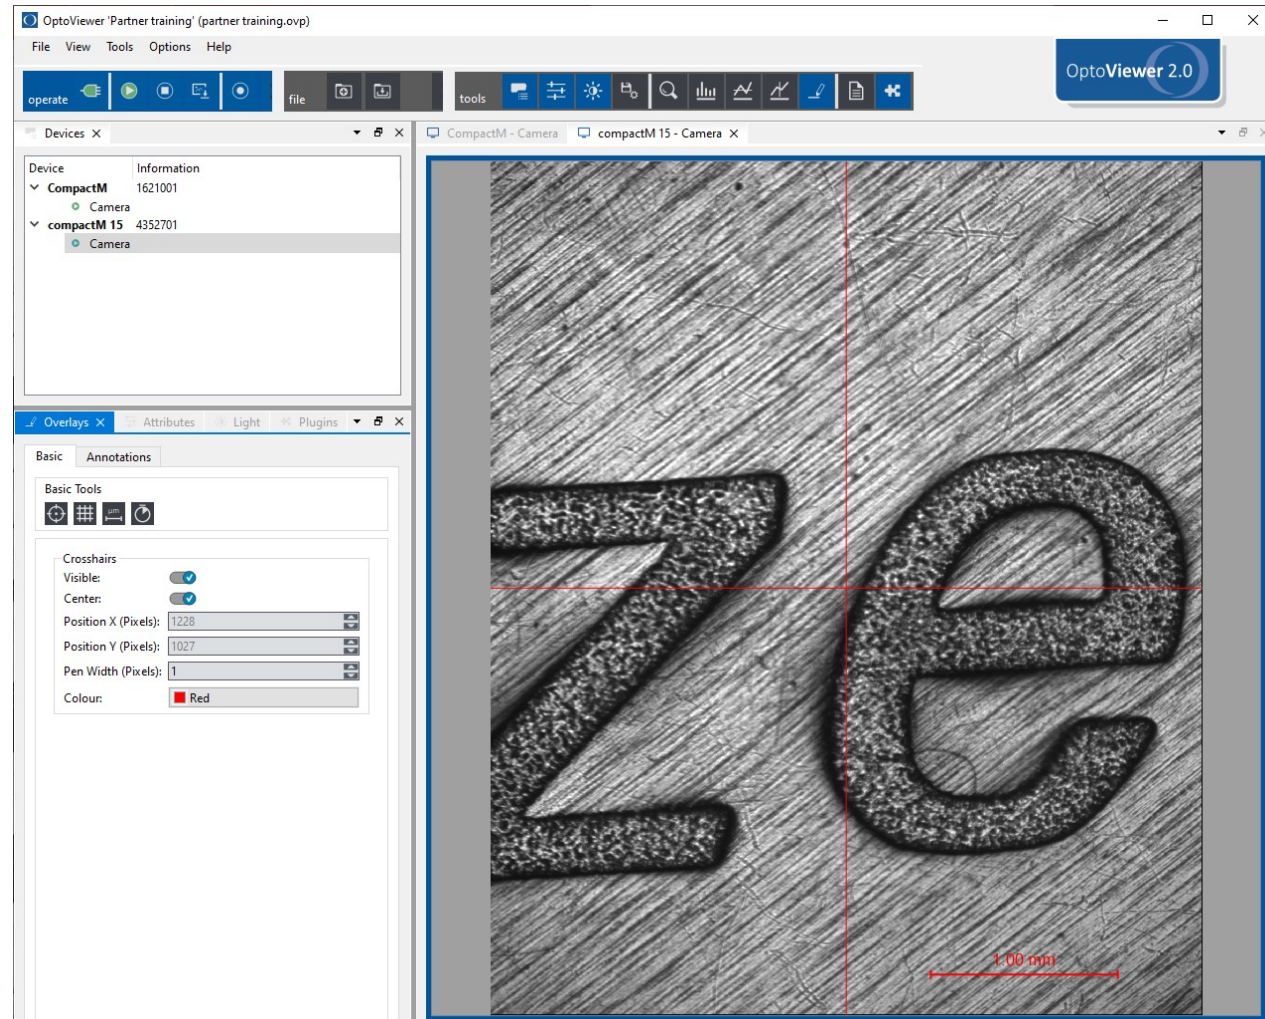 OptoViewer 'Partner training' (partner training.ovp)
File View Tools Options Help
operate
file
tools
OptoViewer 2.0
Devices
CompactM - Camera
compactM 15 - Camera
Device Information
CompactM 1621001
Camera
compactM 15 4352701
Camera
Overlays Attributes Light Plugins
Basic Annotations
Basic Tools
µm
Crosshairs
Visible:
Center:
Position X (Pixels): 1228
Position Y (Pixels): 1027
Pen Width (Pixels): 1
Colour: Red
ze
1.00 mm